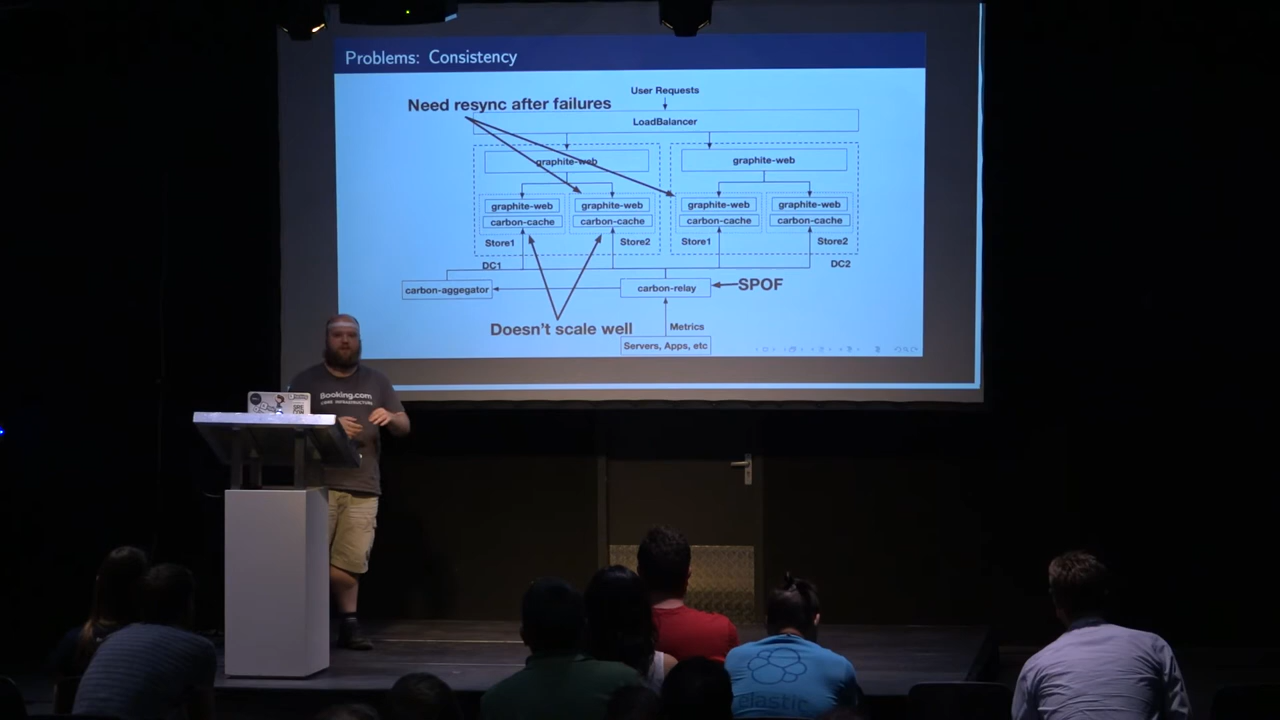 Problems: Consistency
User Requests
Need resync after failures
LoadBalancer
graphite-web
graphite-web
graphite-web
graphite-web
graphite-web
graphite-web
carbon-cache
carbon-cache
carbon-cache
carbon-cache
Store1
Store2
Store1
Store2
DC1
DC2
carbon-aggegator
carbon-relay
SPOF
Doesn't scale well
Metrics
Servers, Apps, etc
Booking.com
elastic